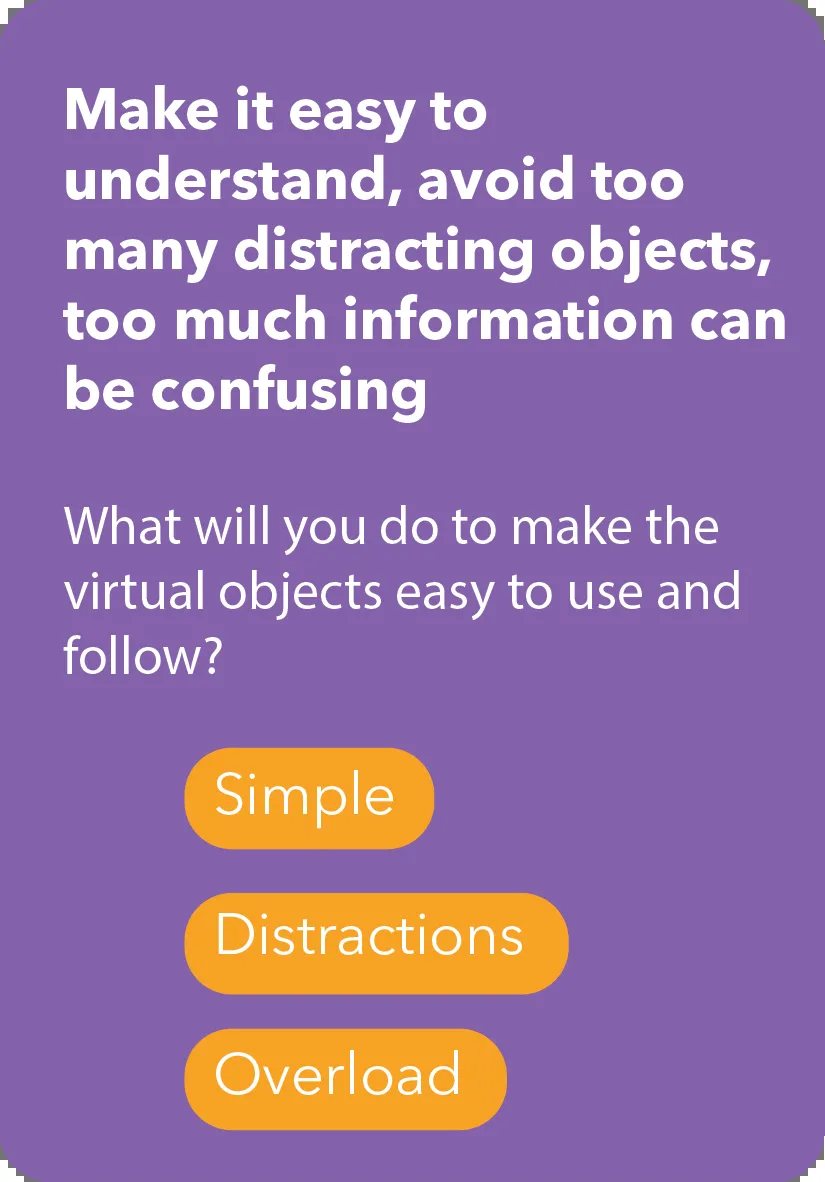 Make it easy to
understand, avoid too
many distracting objects,
too much information can
be confusing
What will you do to make the
virtual objects easy to use and
follow?
Simple
Distractions
Overload